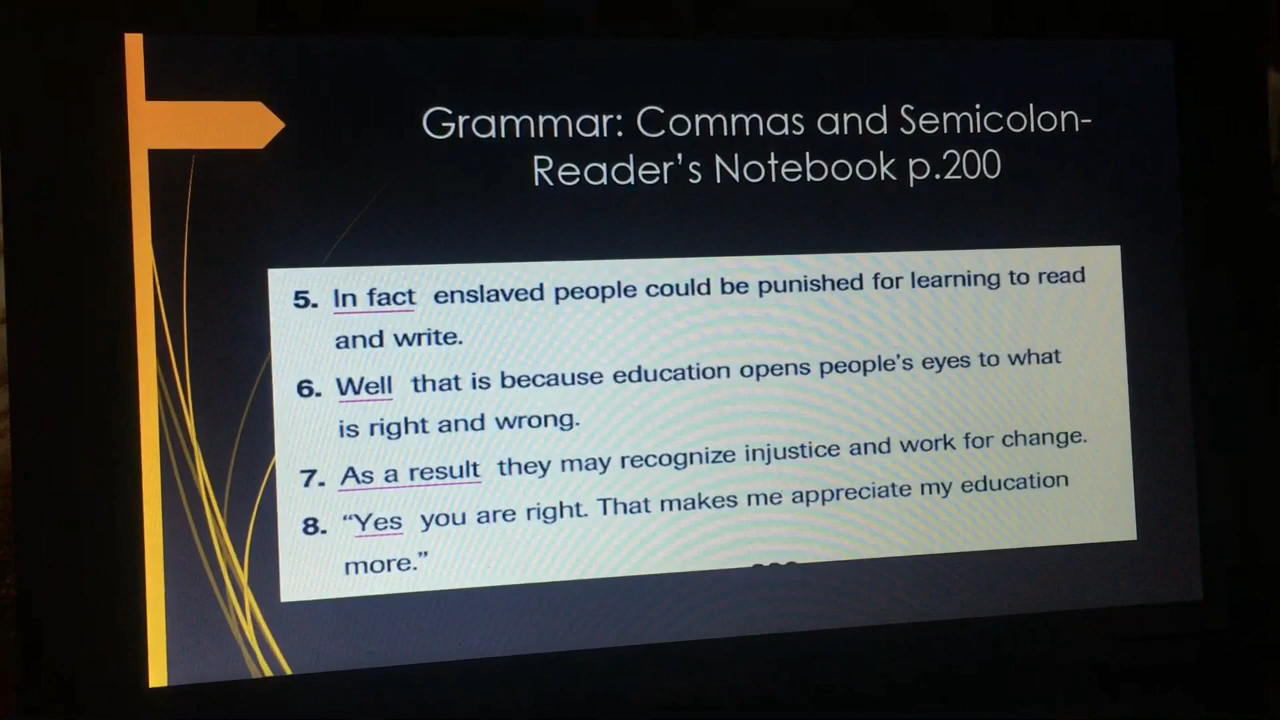 Grammar: Commas and Semicolon-
Reader's Notebook p.200
5. In fact enslaved people could be punished for learning to read
and write.
6. Well that is because education opens people's eyes to what
is right and wrong.
7. As a result they may recognize injustice and work for change.
8. “Yes you are right. That makes me appreciate my education
more.”